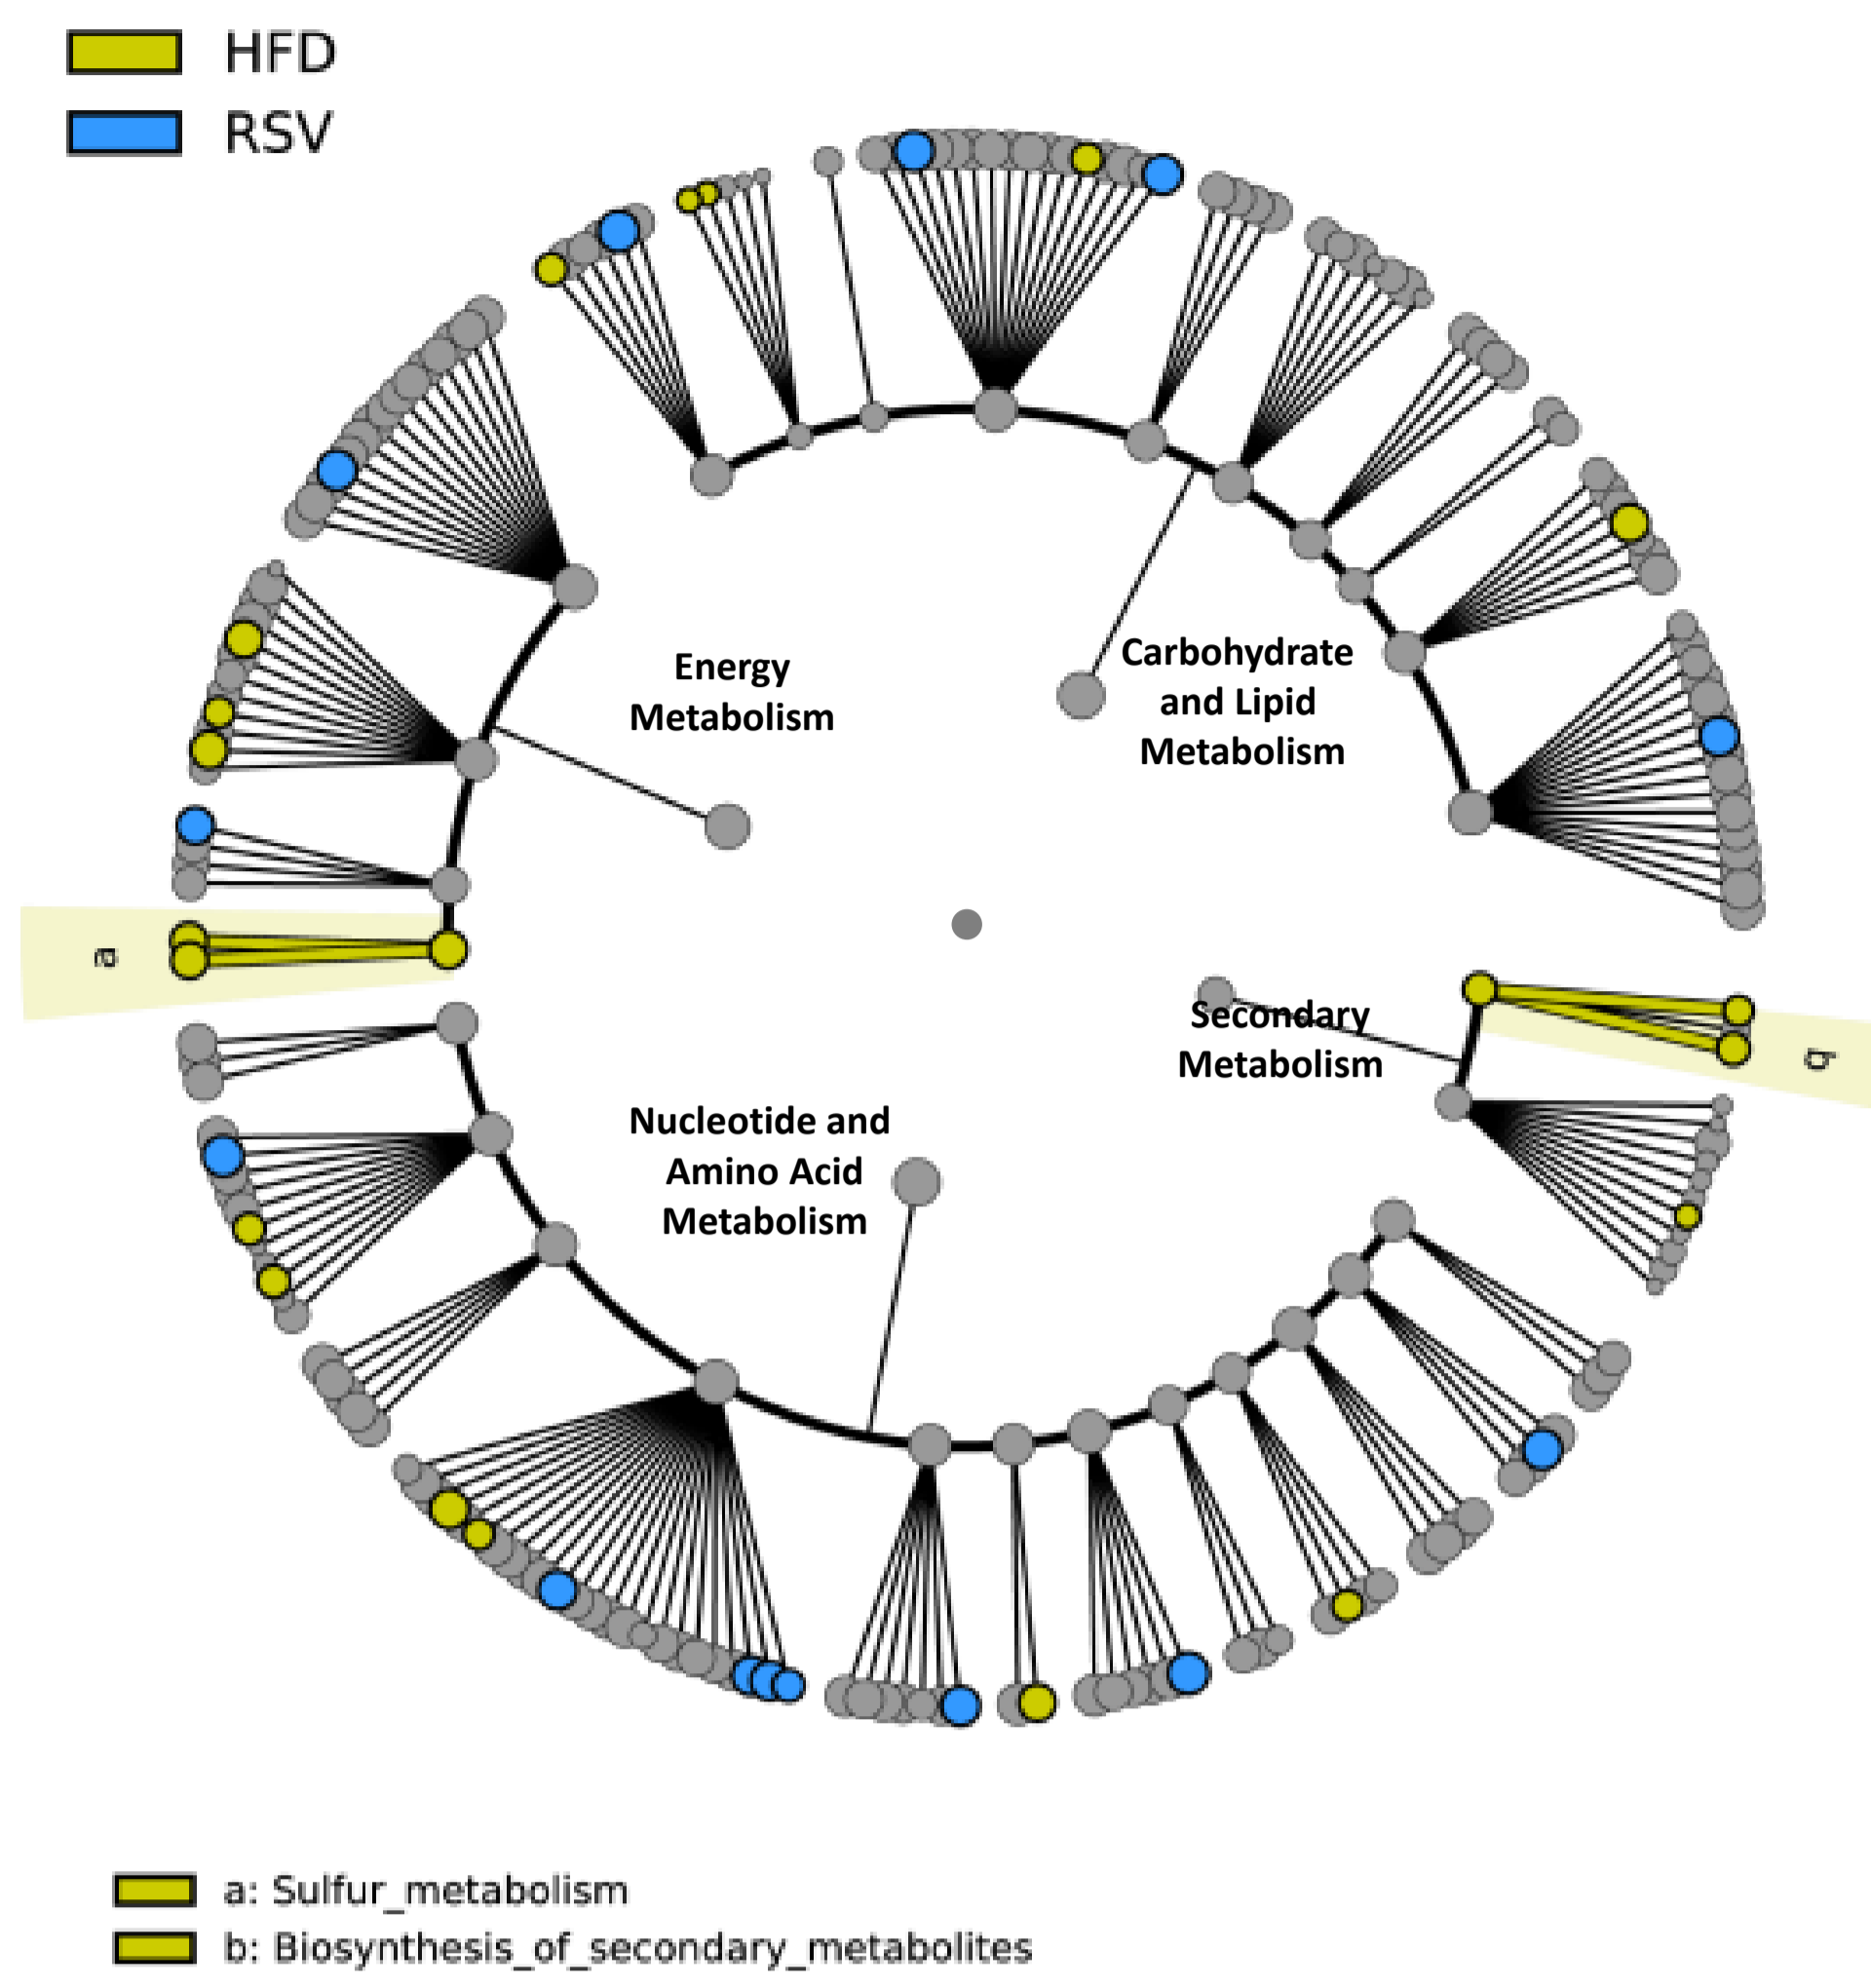 HFD
RSV
Energy
Metabolism
Carbohydrate
and Lipid
Metabolism
a
Secondary
Metabolism
b
Nucleotide and
Amino Acid
Metabolism
a: Sulfur_metabolism
b: Biosynthesis_of_secondary_metabolites